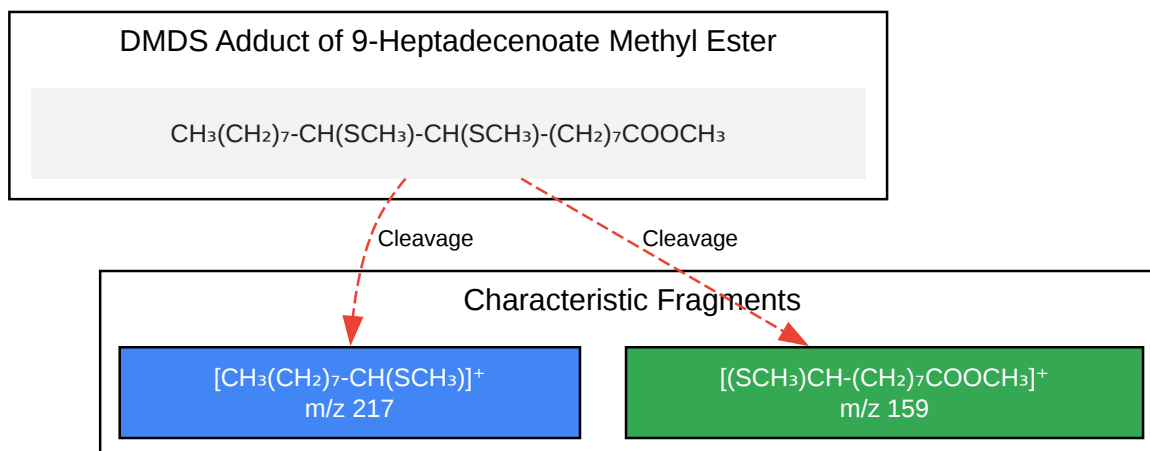 DMDS Adduct of 9-Heptadecenoate Methyl Ester
CH₃(CH₂)₇-CH(SCH₃)-CH(SCH₃)-(CH₂)₇COOCH₃
Cleavage
Cleavage
Characteristic Fragments
[CH₃(CH₂)₇-CH(SCH₃)]⁺
m/z 217
[(SCH₃)CH-(CH₂)₇COOCH₃]⁺
m/z 159